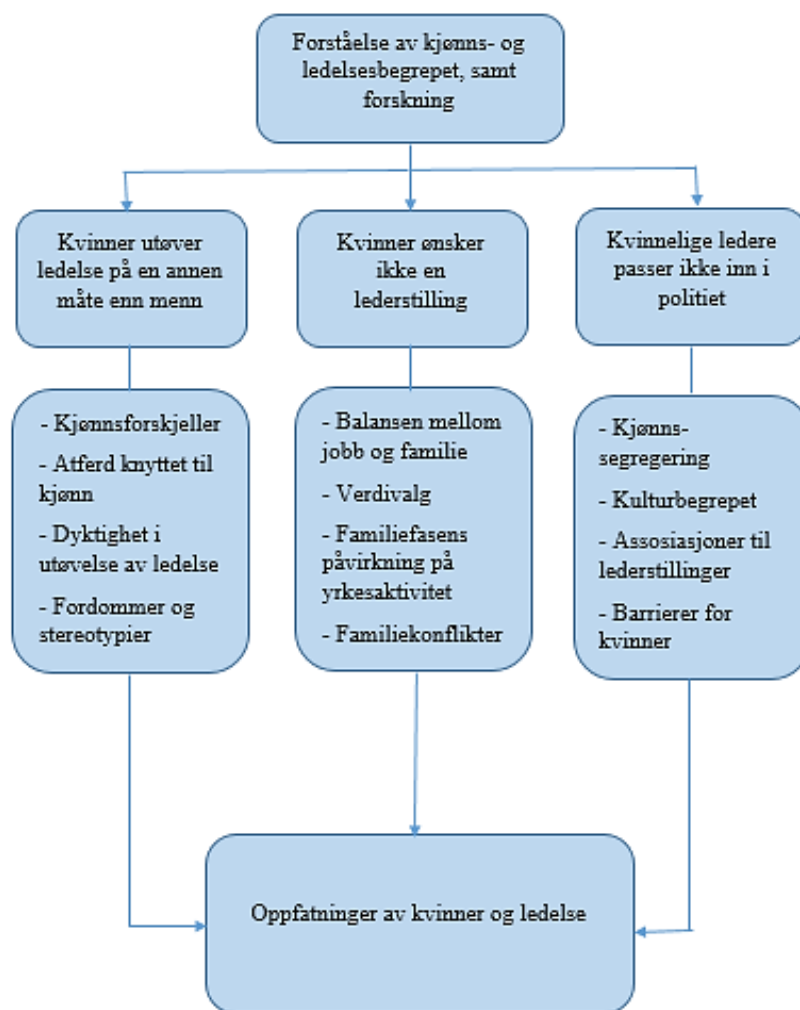 Forståelse av kjønns- og
ledelsesbegrepet, samt
forskning
Kvinner utøver
ledelse på en annen
måte enn menn
Kvinner ønsker
ikke en
lederstilling
Kvinnelige ledere
passer ikke inn i
politiet
- Kjønnsforskjeller
- Atferd knyttet til
kjønn
- Dyktighet i
utøvelse av ledelse
- Fordommer og
stereotypier
- Balansen mellom
jobb og familie
- Verdivalg
- Familiefasens
påvirkning på
yrkesaktivitet
- Familiekonflikter
- Kjønns-
segregering
- Kulturbegrepet
- Assosiasjoner til
lederstillinger
- Barrierer for
kvinner
Oppfatninger av kvinner og ledelse